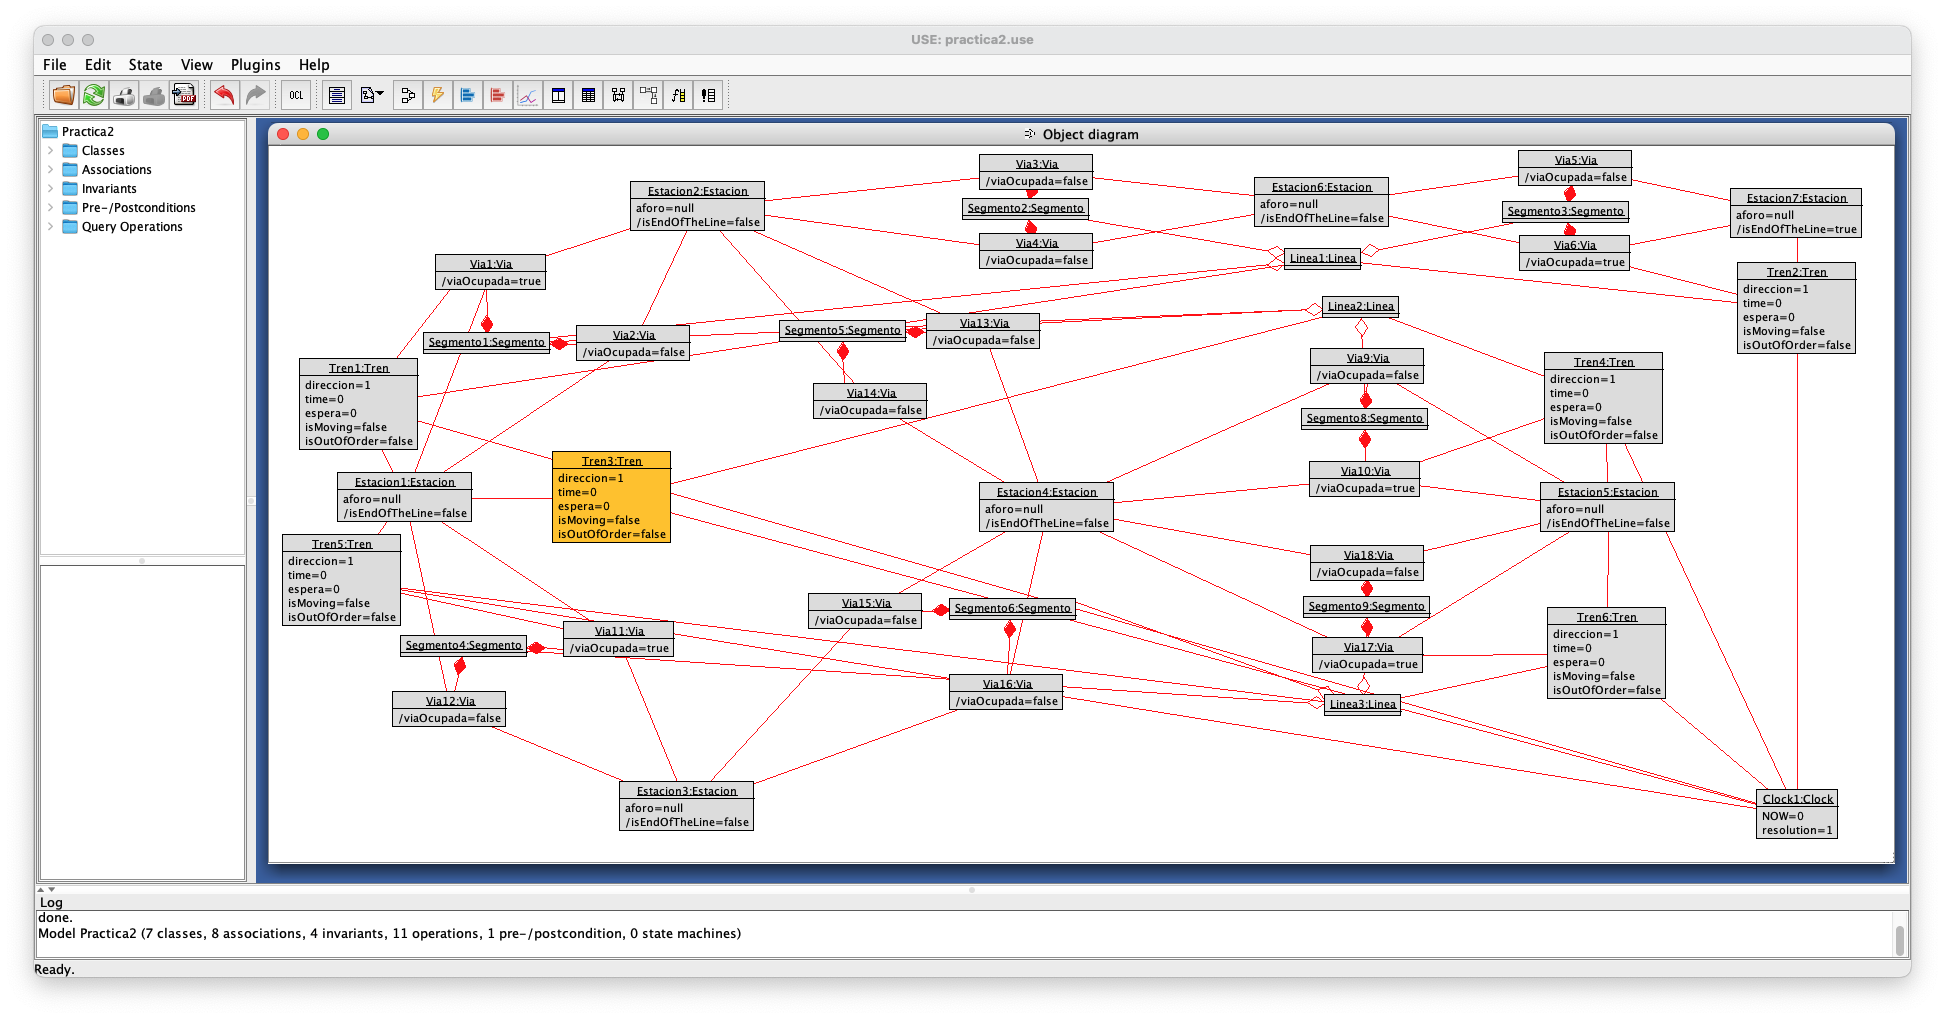 USE: practica2.use
File Edit State View Plugins Help
PDF
OCL
Practica2
Classes
Associations
Invariants
Pre-/Postconditions
Query Operations
Object diagram
Via3:Via
/viaOcupada=false
Via5:Via
/viaOcupada=false
Estacion2:Estacion
aforo=null
/isEndOfTheLine=false
Estacion6:Estacion
aforo=null
/isEndOfTheLine=false
Estacion7:Estacion
aforo=null
/isEndOfTheLine=true
Segmento2:Segmento
Segmento3:Segmento
Via4:Via
/viaOcupada=false
Via6:Via
/viaOcupada=true
Via1:Via
/viaOcupada=true
Linea1:Linea
Tren2:Tren
direccion=1
time=0
espera=0
isMoving=false
isOutOfOrder=false
Linea2:Linea
Segmento1:Segmento
Via2:Via
/viaOcupada=false
Segmento5:Segmento
Via13:Via
/viaOcupada=false
Via9:Via
/viaOcupada=false
Tren4:Tren
direccion=1
time=0
espera=0
isMoving=false
isOutOfOrder=false
Tren1:Tren
direccion=1
time=0
espera=0
isMoving=false
isOutOfOrder=false
Via14:Via
/viaOcupada=false
Segmento8:Segmento
Tren3:Tren
direccion=1
time=0
espera=0
isMoving=false
isOutOfOrder=false
Via10:Via
/viaOcupada=true
Estacion1:Estacion
aforo=null
/isEndOfTheLine=false
Estacion4:Estacion
aforo=null
/isEndOfTheLine=false
Estacion5:Estacion
aforo=null
/isEndOfTheLine=false
Tren5:Tren
direccion=1
time=0
espera=0
isMoving=false
isOutOfOrder=false
Via18:Via
/viaOcupada=false
Via15:Via
/viaOcupada=false
Segmento6:Segmento
Segmento9:Segmento
Tren6:Tren
direccion=1
time=0
espera=0
isMoving=false
isOutOfOrder=false
Segmento4:Segmento
Via11:Via
/viaOcupada=true
Via17:Via
/viaOcupada=true
Via12:Via
/viaOcupada=false
Via16:Via
/viaOcupada=false
Linea3:Linea
Estacion3:Estacion
aforo=null
/isEndOfTheLine=false
Clock1:Clock
NOW=0
resolution=1
Log
done.
Model Practica2 (7 classes, 8 associations, 4 invariants, 11 operations, 1 pre-/postcondition, 0 state machines)
Ready.